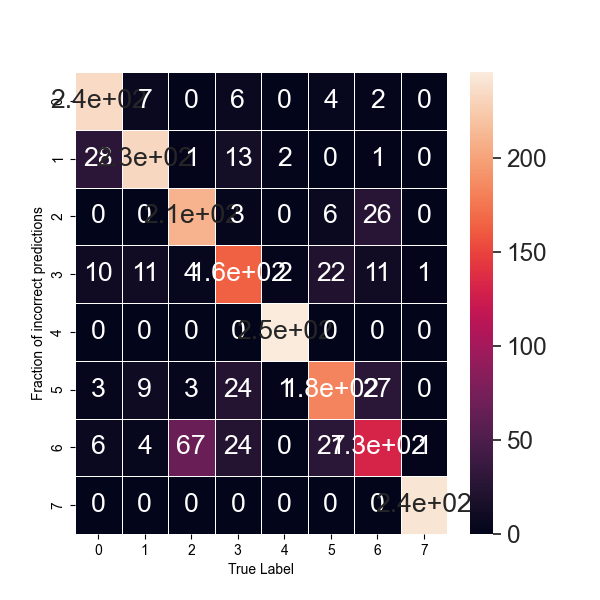 0 2.4e+02 7 0 6 0 4 2 0
1 28 2.3e+02 1 13 2 0 1 0
2 0 0 2.1e+02 3 0 6 26 0
3 10 11 4 1.6e+02 2 22 11 1
4 0 0 0 0 2.5e+02 0 0 0
5 3 9 3 24 1 1.8e+02 27 0
6 6 4 67 24 0 27 1.3e+02 1
7 0 0 0 0 0 0 0 2.4e+02
0 1 2 3 4 5 6 7
True Label
Fraction of incorrect predictions
200
150
100
50
0